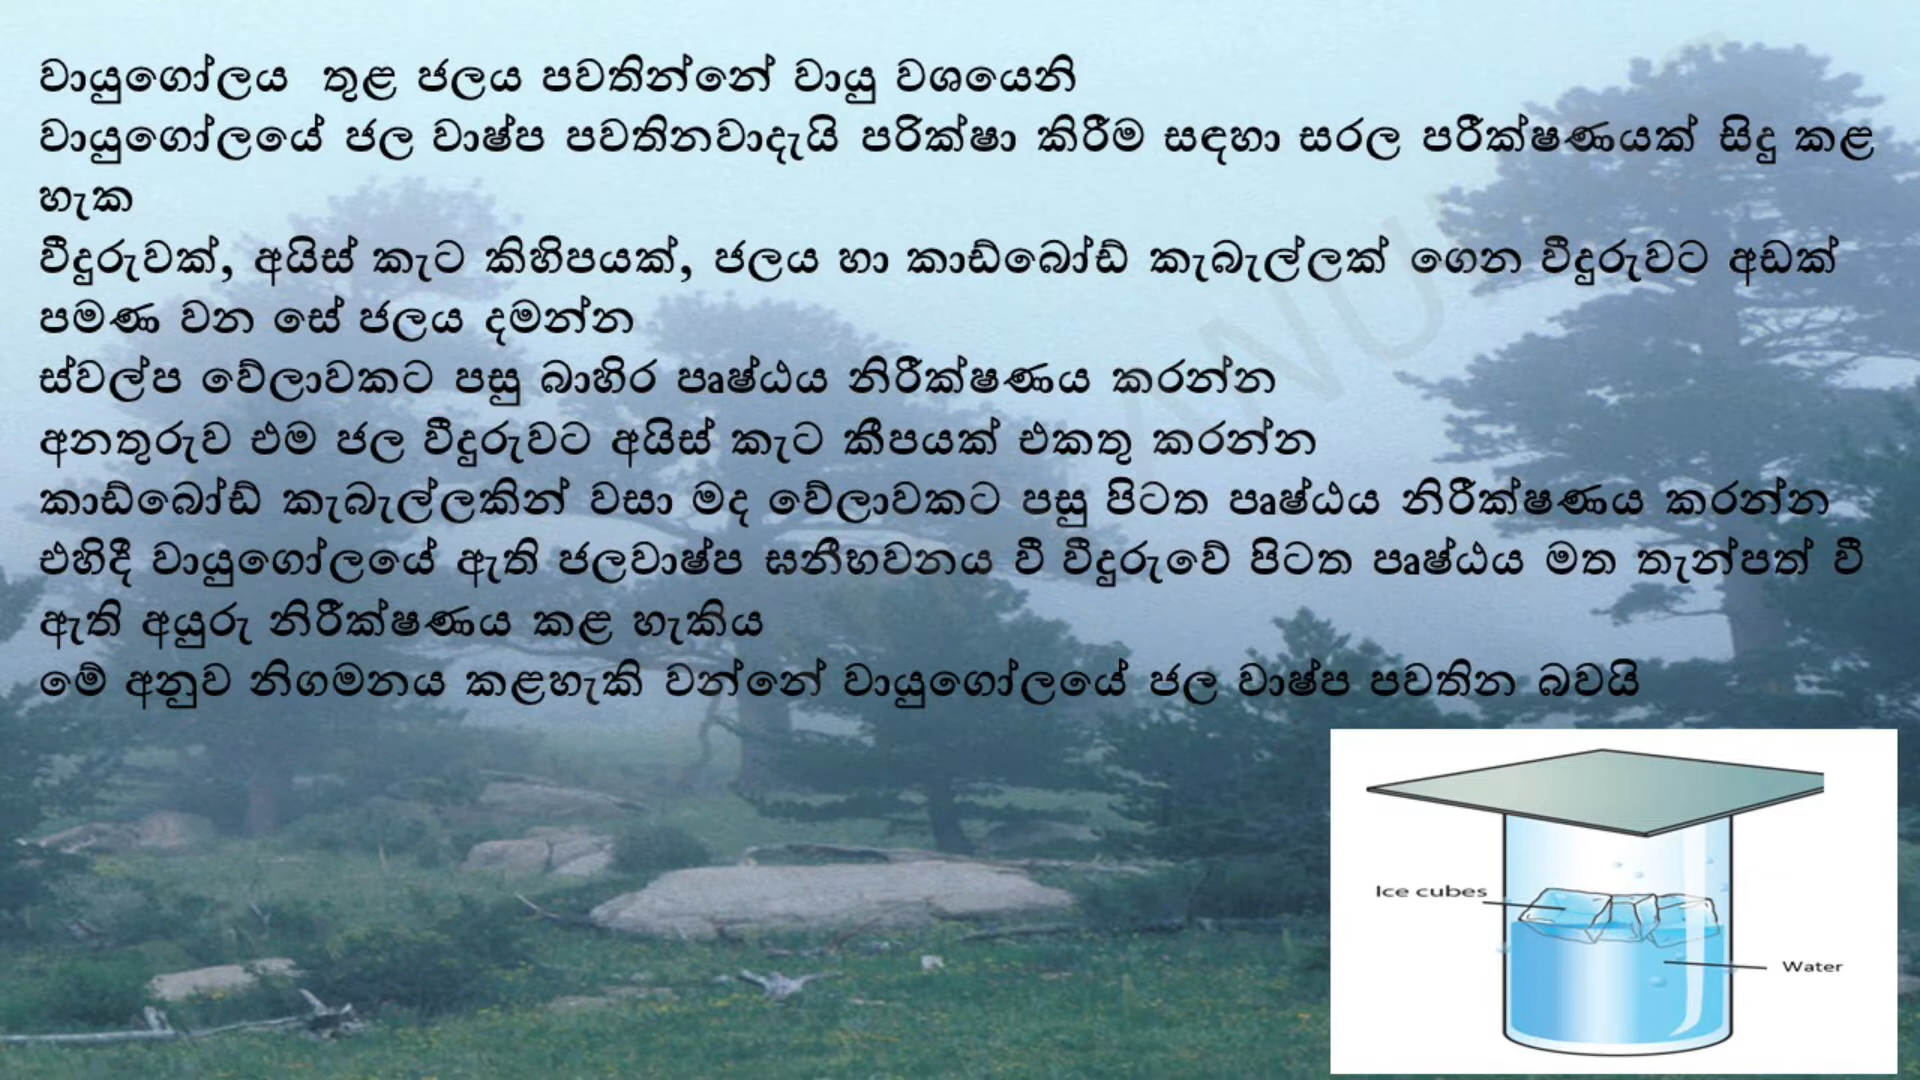 වායුගෝලය තුළ ජලය පවතින්නේ වායු වශයෙනි
වායුගෝලයේ ජල වාෂ්ප පවතිනවාදැයි පරික්ෂා කිරීම සඳහා සරල පරීක්ෂණයක් සිදු කළ
හැක
වීදුරුවක්, අයිස් කැට කිහිපයක්, ජලය හා කාඩ්බෝඩ් කැබැල්ලක් ගෙන වීදුරුවට අඩක්
පමණ වන සේ ජලය දමන්න
ස්වල්ප වේලාවකට පසු බාහිර පෘෂ්ඨය නිරීක්ෂණය කරන්න
අනතුරුව එම ජල වීදුරුවට අයිස් කැට කීපයක් එකතු කරන්න
කාඩ්බෝඩ් කැබැල්ලකින් වසා මද වේලාවකට පසු පිටත පෘෂ්ඨය නිරීක්ෂණය කරන්න
එහිදී වායුගෝලයේ ඇති ජලවාෂ්ප ඝනීභවනය වී වීදුරුවේ පිටත පෘෂ්ඨය මත තැන්පත් වී
ඇති අයුරු නිරීක්ෂණය කළ හැකිය
මේ අනුව නිගමනය කළහැකි වන්නේ වායුගෝලයේ ජල වාෂ්ප පවතින බවයි
Ice cubes
Water